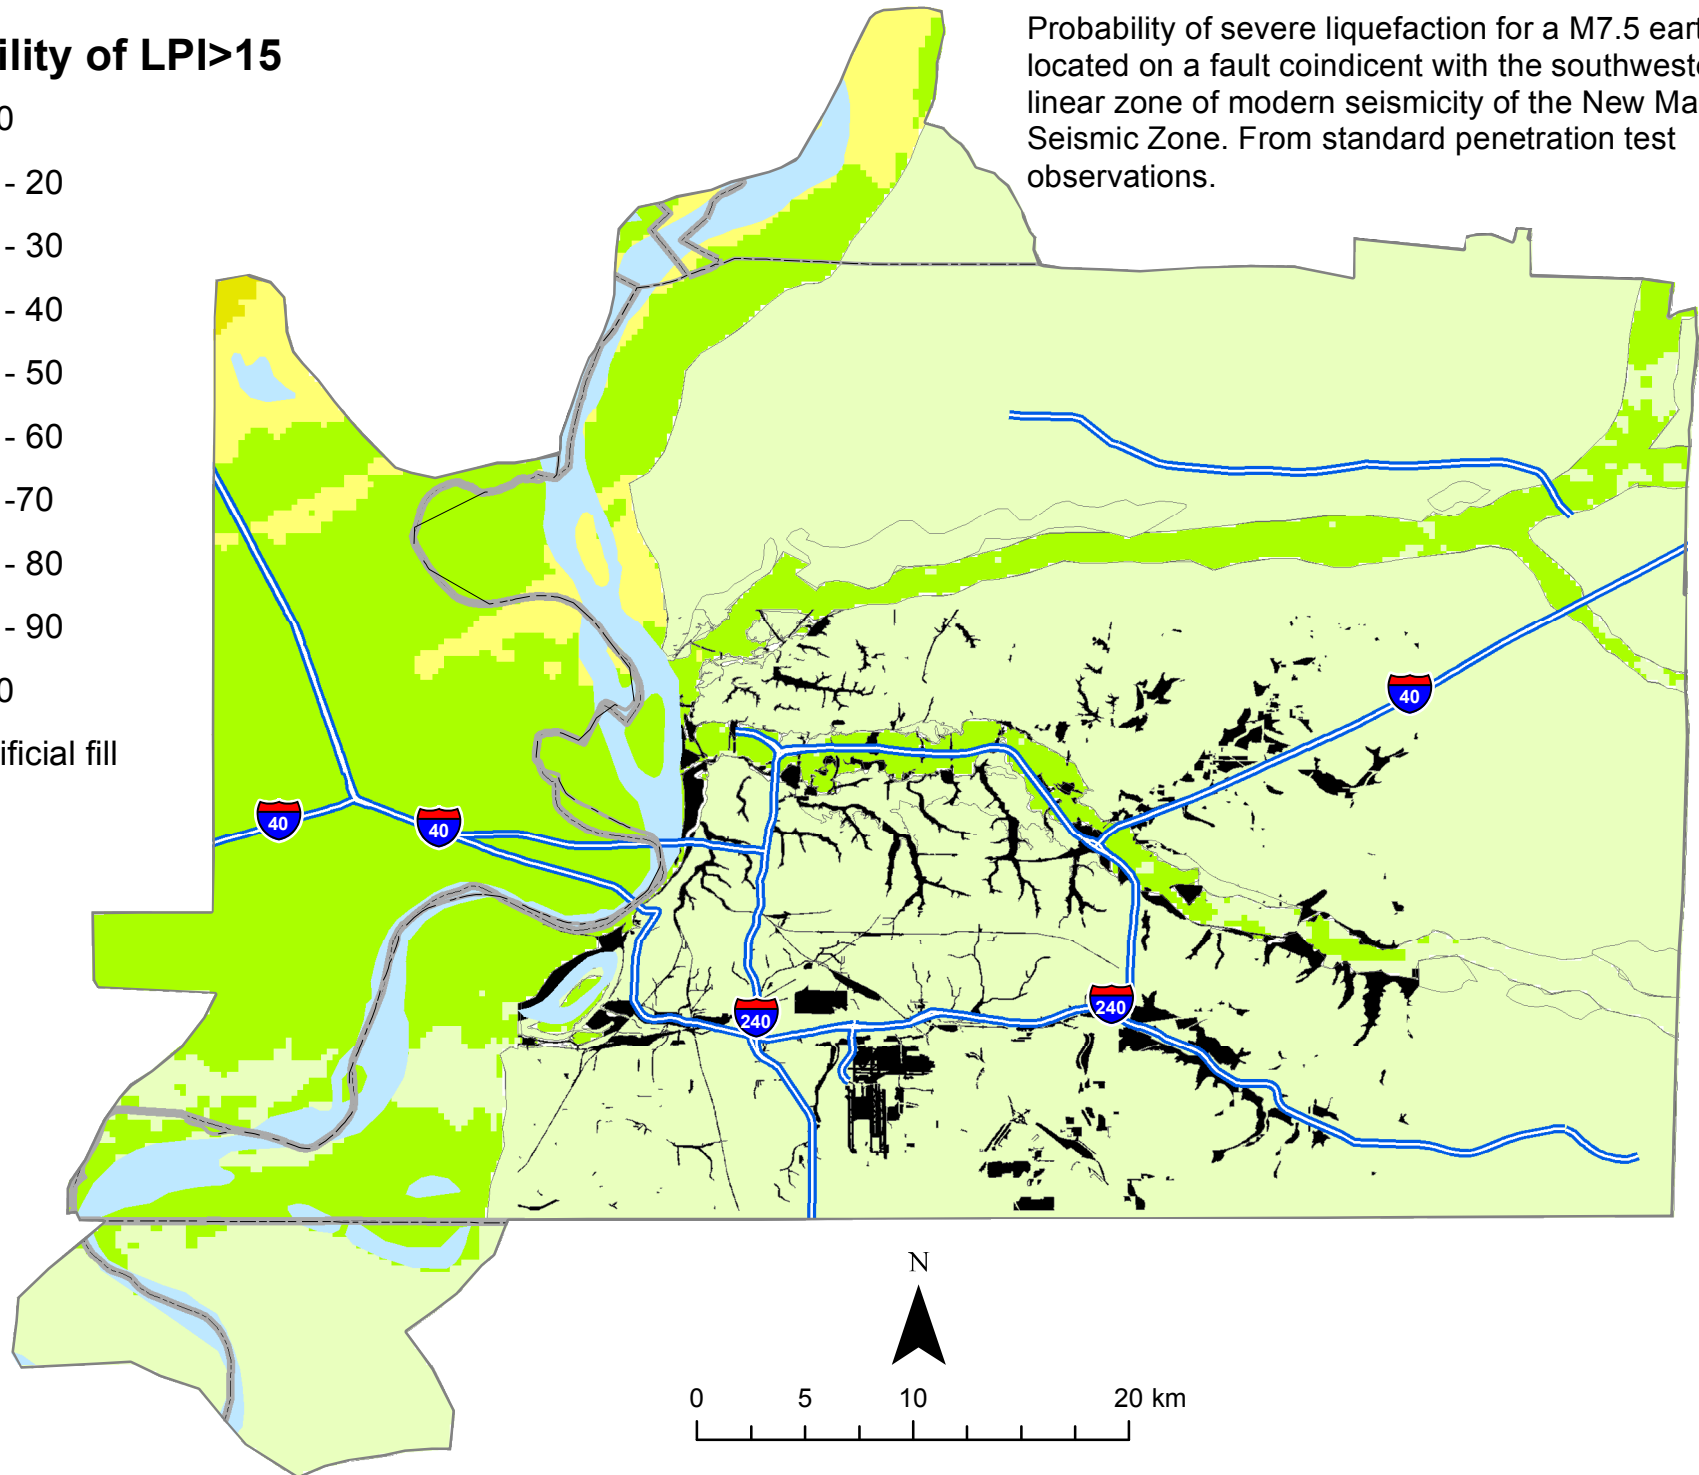 ility of LPI>15
0
- 20
- 30
- 40
- 50
- 60
-70
- 80
- 90
0
ificial fill
Probability of severe liquefaction for a M7.5 eart
located on a fault coindicent with the southweste
linear zone of modern seismicity of the New Ma
Seismic Zone. From standard penetration test
observations.
40
40
40
240
240
N
0 5 10 20 km